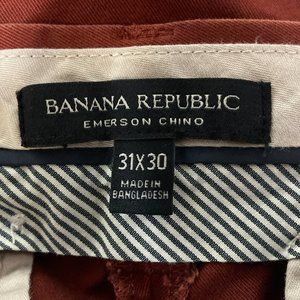 BANANA REPUBLIC
EMERSON CHINO
31X30
MADE IN
BANGLADESH